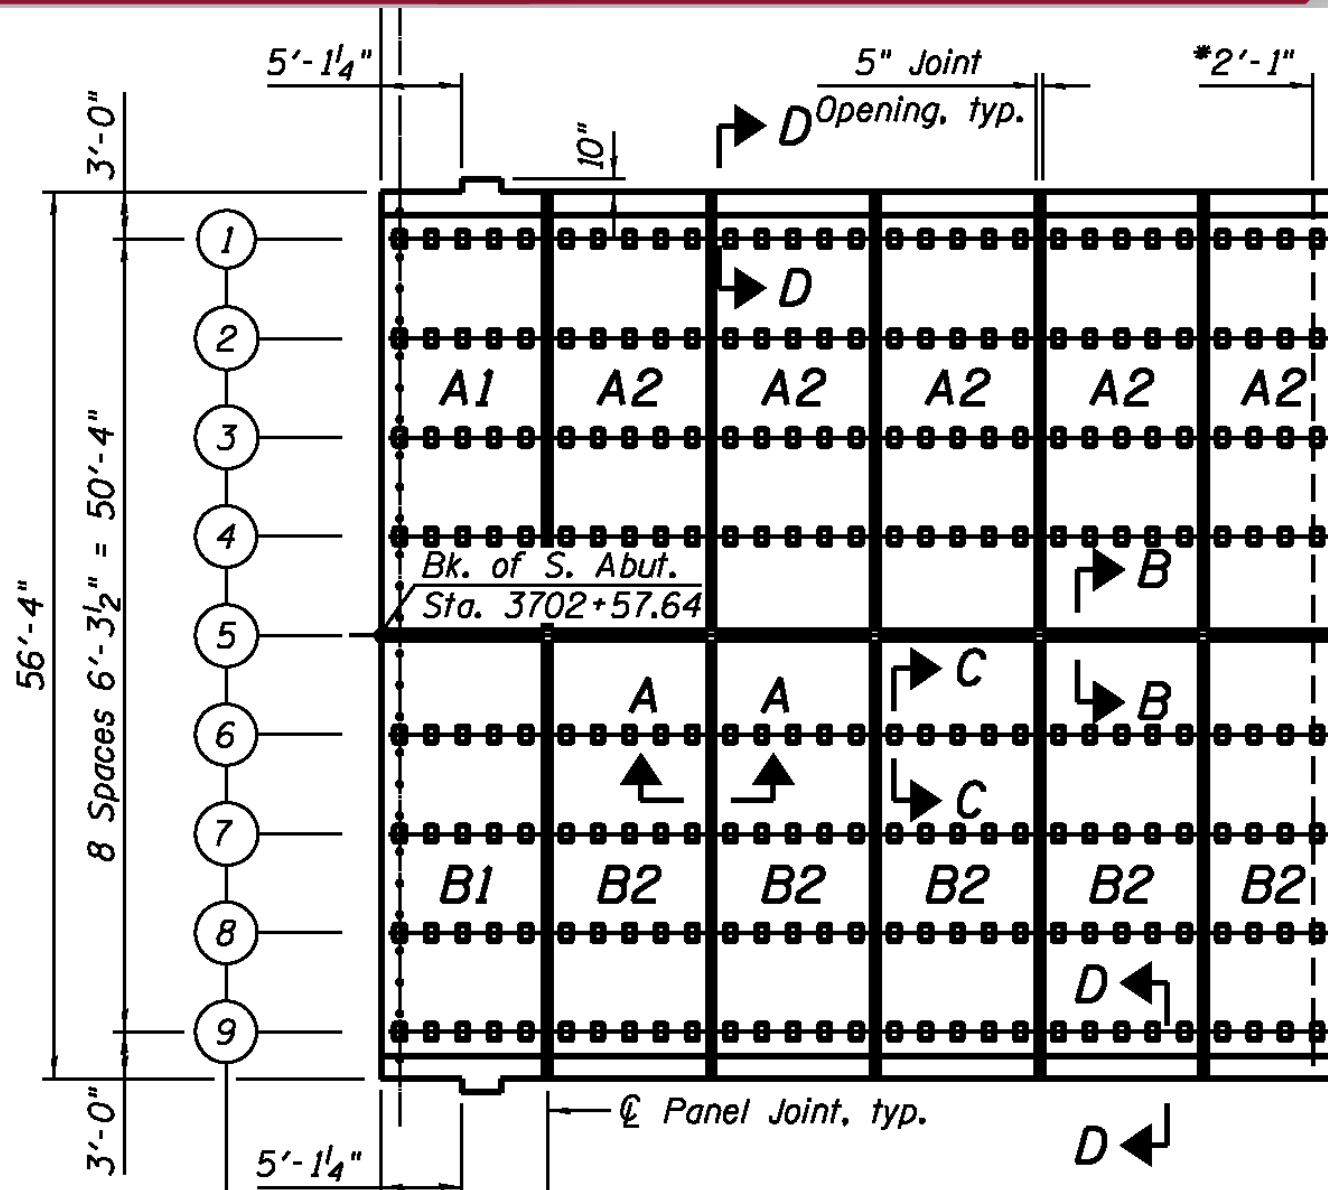 5'-1¼"
5" Joint
Opening, typ.
*2'-1"
3'-0"
10"
D
D
1
2
3
4
5
6
7
8
9
A1 A2 A2 A2 A2 A2
8 Spaces 6'-3½" = 50'-4"
56'-4"
Bk. of S. Abut.
Sta. 3702+57.64
B
B
A A
C
C
B1 B2 B2 B2 B2 B2
D
3'-0"
5'-1¼"
℄ Panel Joint, typ.
D